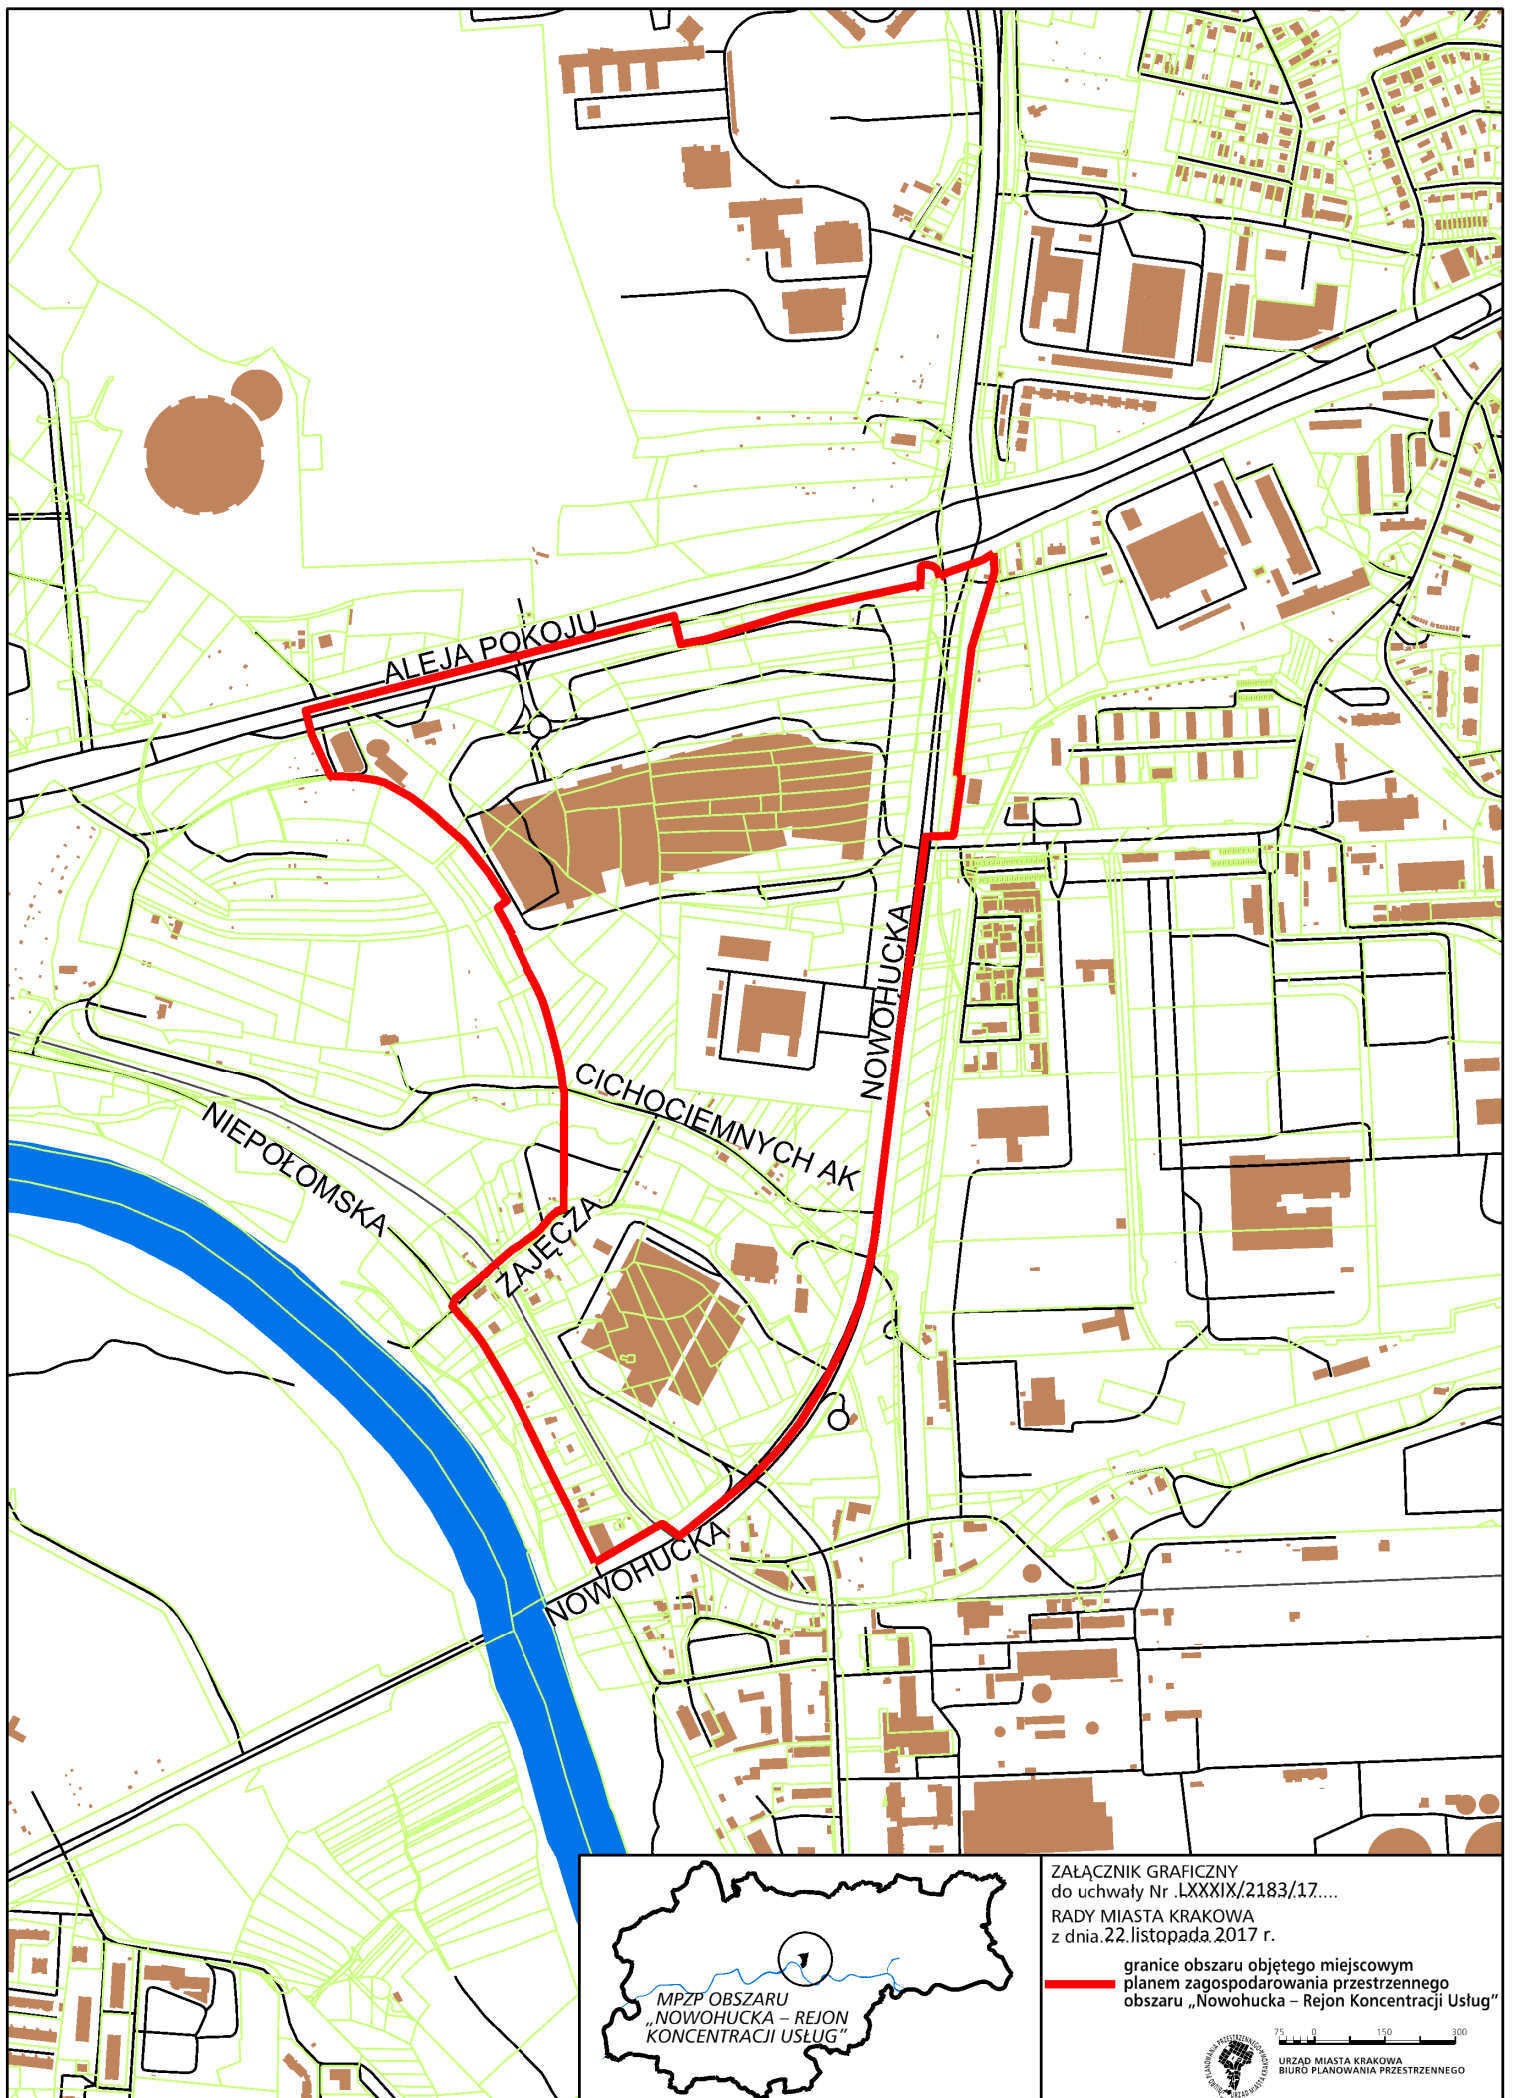 ALEJA POKOJU
NOWOHUCKA
CICHOCIEMNYCH AK
NIEPOŁOMSKA
ZAJĘCZA
NOWOHUCKA
MPZP OBSZARU
„NOWOHUCKA – REJON
KONCENTRACJI USŁUG”
ZAŁĄCZNIK GRAFICZNY
do uchwały Nr .LXXXIX/2183/17....
RADY MIASTA KRAKOWA
z dnia.22.listopada.2017 r.
granice obszaru objętego miejscowym
planem zagospodarowania przestrzennego
obszaru „Nowohucka – Rejon Koncentracji Usług”
75 0 150 300
URZĄD MIASTA KRAKOWA
BIURO PLANOWANIA PRZESTRZENNEGO